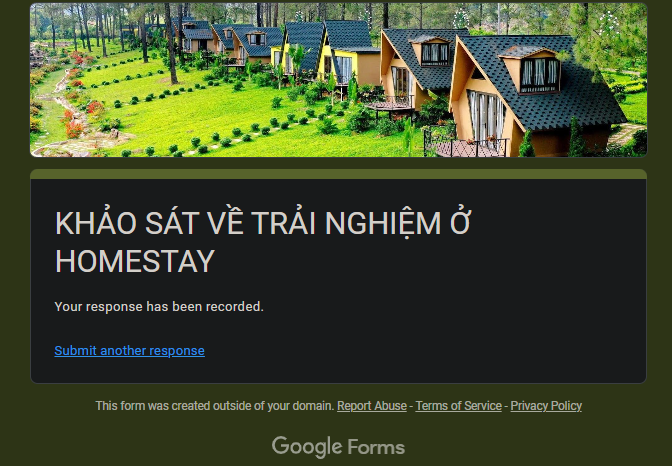 KHẢO SÁT VỀ TRẢI NGHIỆM Ở
HOMESTAY
Your response has been recorded.
Submit another response
This form was created outside of your domain. Report Abuse - Terms of Service - Privacy Policy
Google Forms